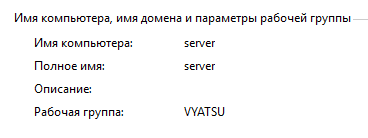 Имя компьютера, имя домена и параметры рабочей группы
Имя компьютера: server
Полное имя: server
Описание:
Рабочая группа: VYATSU